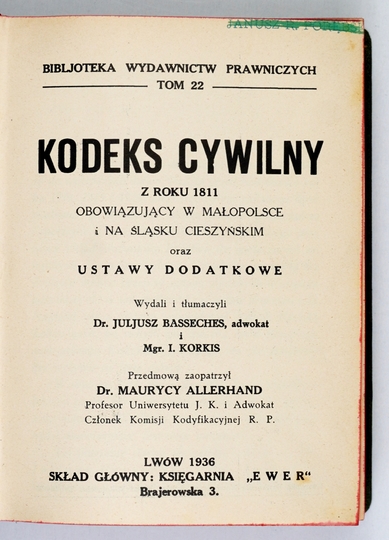 JANUSZ R.
BIBLJOTEKA WYDAWNICTW PRAWNICZYCH
TOM 22
KODEKS CYWILNY
Z ROKU 1811
OBOWIĄZUJĄCY W MAŁOPOLSCE
i NA ŚLĄSKU CIESZYŃSKIM
oraz
USTAWY DODATKOWE
Wydali i tłumaczyli
Dr. JULJUSZ BASSECHES, adwokat
i
Mgr. I. KORKIS
Przedmową zaopatrzył
Dr. MAURYCY ALLERHAND
Profesor Uniwersytetu J. K. i Adwokat
Członek Komisji Kodyfikacyjnej R. P.
LWÓW 1936
SKŁAD GŁÓWNY: KSIĘGARNIA „EWER“
Brajerowska 3.